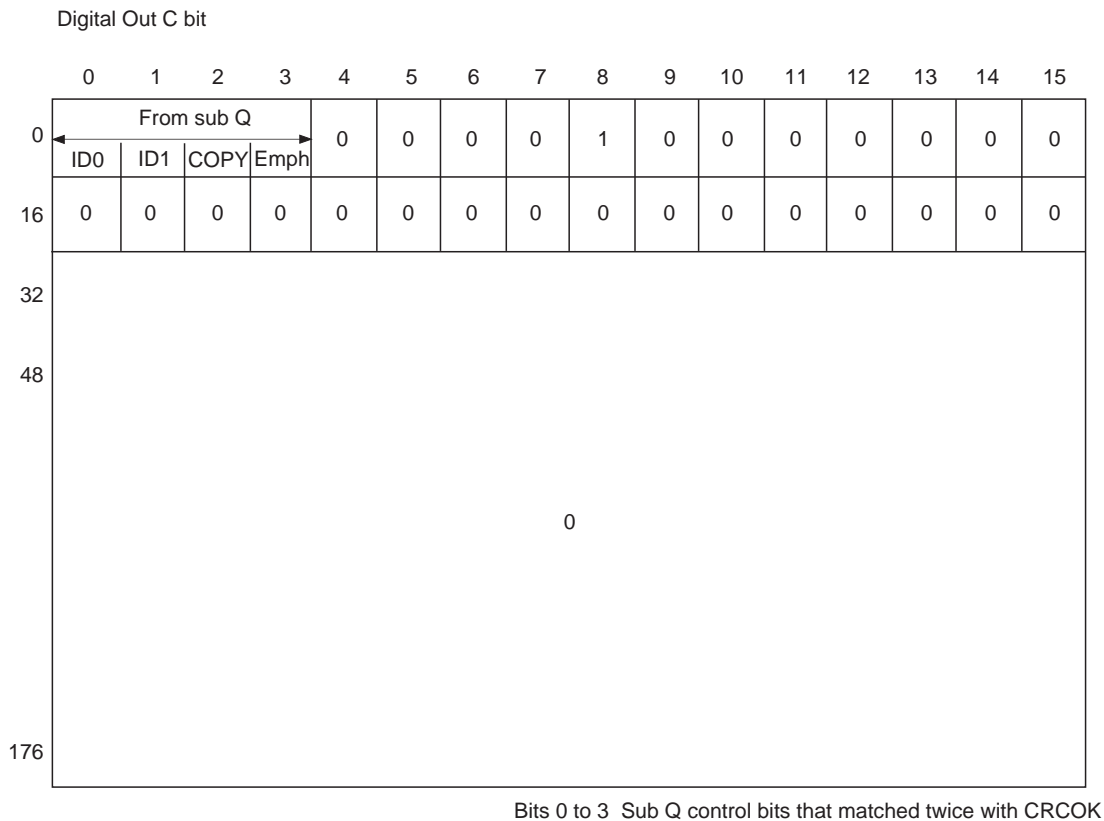 Digital Out C bit
0 1 2 3 4 5 6 7 8 9 10 11 12 13 14 15
0 From sub Q 0 0 0 0 1 0 0 0 0 0 0 0
ID0 ID1 COPY Emph
16 0 0 0 0 0 0 0 0 0 0 0 0 0 0 0 0
32
48
0
176
Bits 0 to 3 Sub Q control bits that matched twice with CRCOK